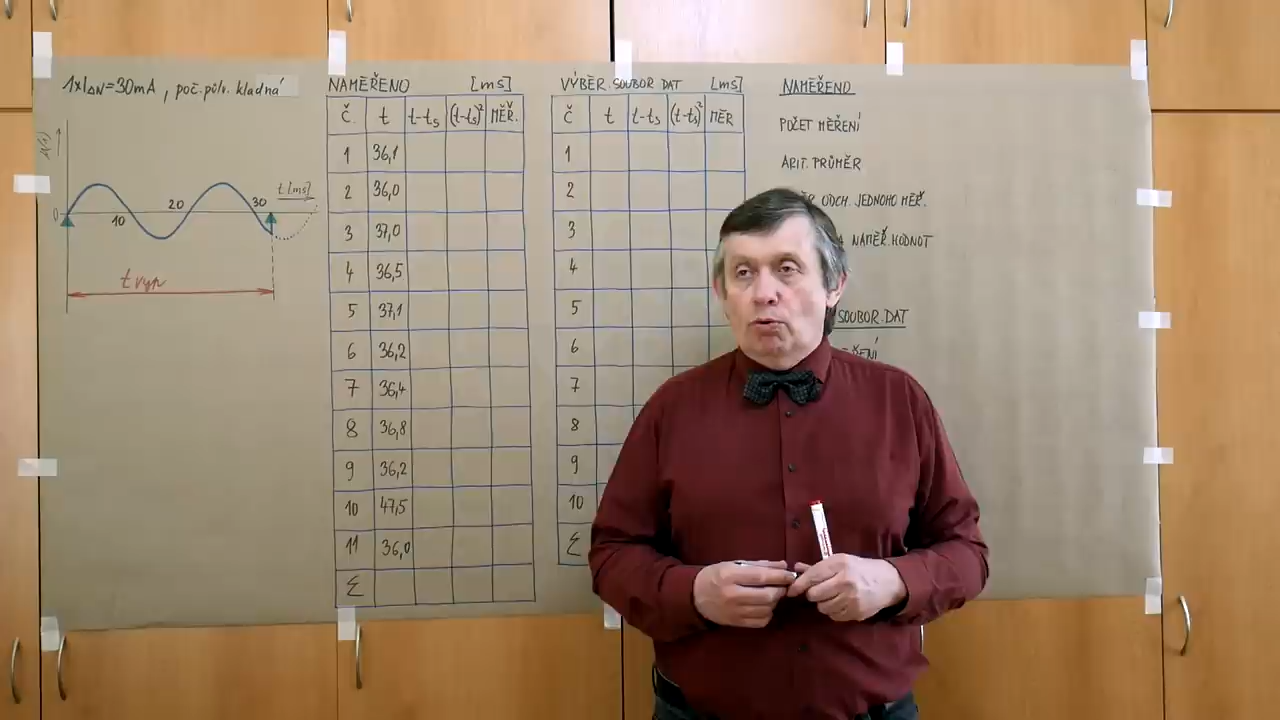 1×I∆N=30mA, poč.půlv. kladná
0
10
20
30
t[ms]
t vyp
NAMĚŘENO [ms]
Č. t t-ts (t-ts)² MĚŘ.
1 36,1
2 36,0
3 37,0
4 36,5
5 37,1
6 36,2
7 36,4
8 36,8
9 36,2
10 47,5
11 36,0
Σ
VÝBĚR. SOUBOR DAT [ms]
Č t t-ts (t-ts)² MĚŘ
1
2
3
4
5
6
7
8
9
10
Σ
NAMĚŘENO
POČET MĚŘENÍ
ARIT. PRŮMĚR
ODCH. JEDNOHO MĚŘ.
NAMĚŘ. HODNOT
SOUBOR. DAT